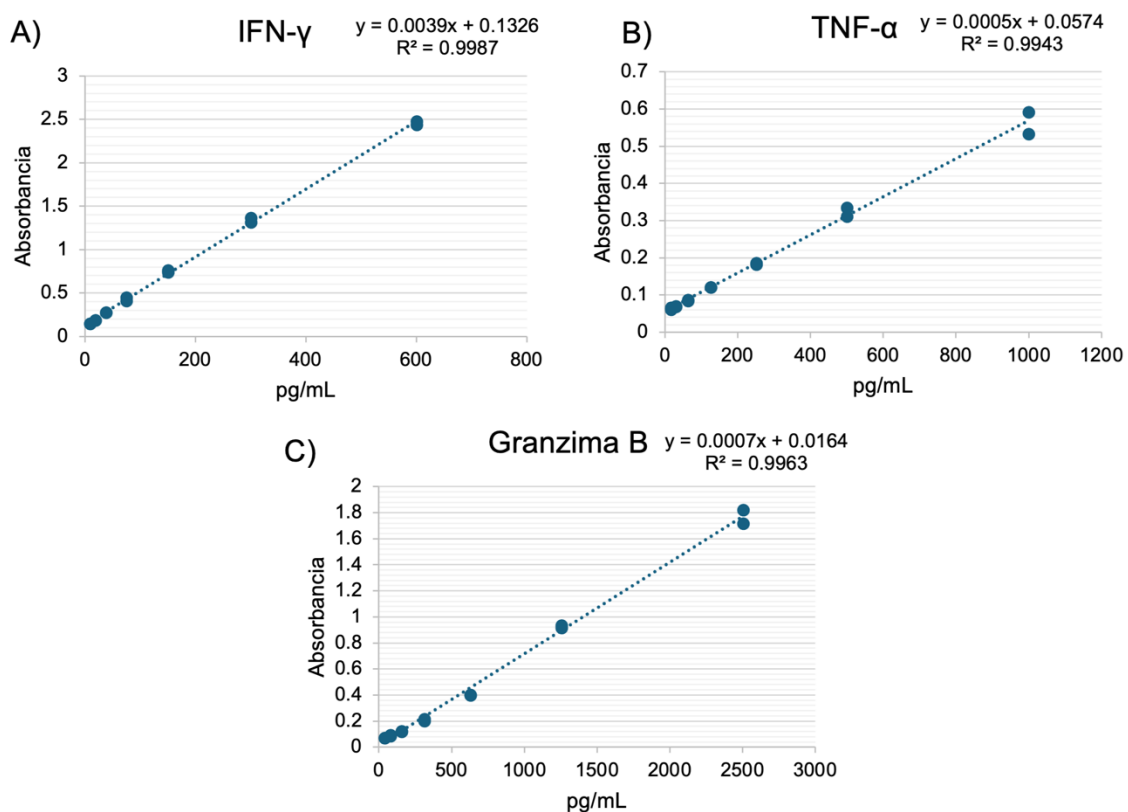 A)
IFN-γ
y = 0.0039x + 0.1326
R² = 0.9987
3
2.5
2
1.5
1
0.5
0
Absorbancia
0 200 400 600 800
pg/mL
B)
TNF-α
y = 0.0005x + 0.0574
R² = 0.9943
0.7
0.6
0.5
0.4
0.3
0.2
0.1
0
Absorbancia
0 200 400 600 800 1000 1200
pg/mL
C)
Granzima B
y = 0.0007x + 0.0164
R² = 0.9963
2
1.8
1.6
1.4
1.2
1
0.8
0.6
0.4
0.2
0
Absorbancia
0 500 1000 1500 2000 2500 3000
pg/mL